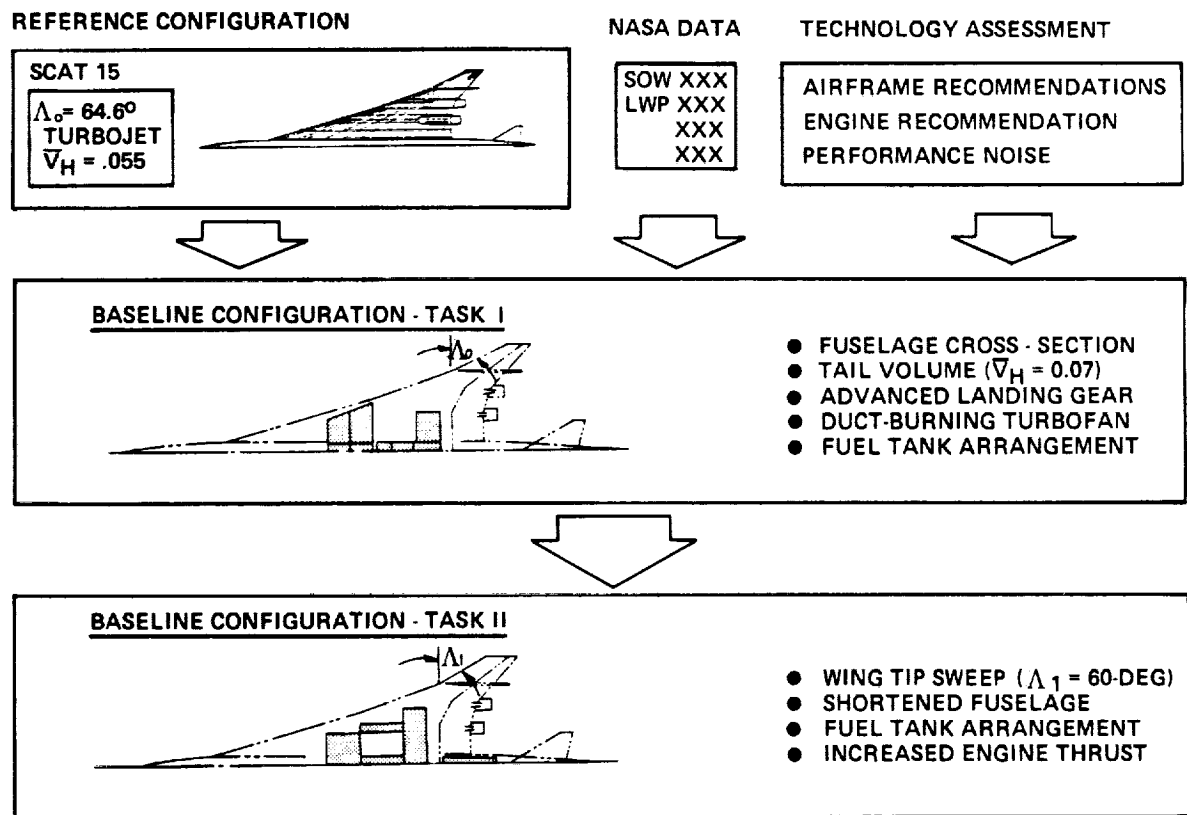 REFERENCE CONFIGURATION
SCAT 15
Λₒ= 64.6⁰
TURBOJET
V̅H = .055
NASA DATA
SOW XXX
LWP XXX
XXX
XXX
TECHNOLOGY ASSESSMENT
AIRFRAME RECOMMENDATIONS
ENGINE RECOMMENDATION
PERFORMANCE NOISE
BASELINE CONFIGURATION - TASK I
Λₒ
● FUSELAGE CROSS - SECTION
● TAIL VOLUME (V̅H = 0.07)
● ADVANCED LANDING GEAR
● DUCT-BURNING TURBOFAN
● FUEL TANK ARRANGEMENT
BASELINE CONFIGURATION - TASK II
Λ₁
● WING TIP SWEEP (Λ 1 = 60-DEG)
● SHORTENED FUSELAGE
● FUEL TANK ARRANGEMENT
● INCREASED ENGINE THRUST